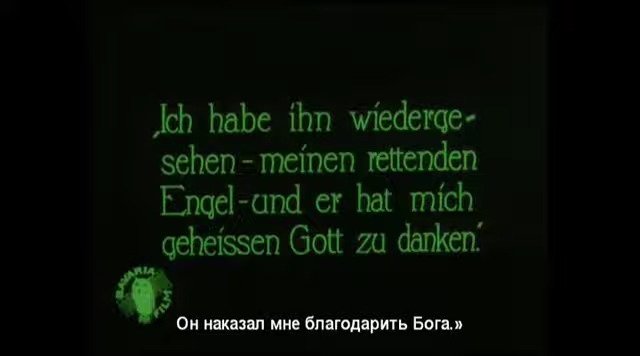 „Ich habe ihn wiederge-
sehen - meinen rettenden
Engel - und er hat mich
geheissen Gott zu danken."
BAVARIA
FILM
Он наказал мне благодарить Бога.»